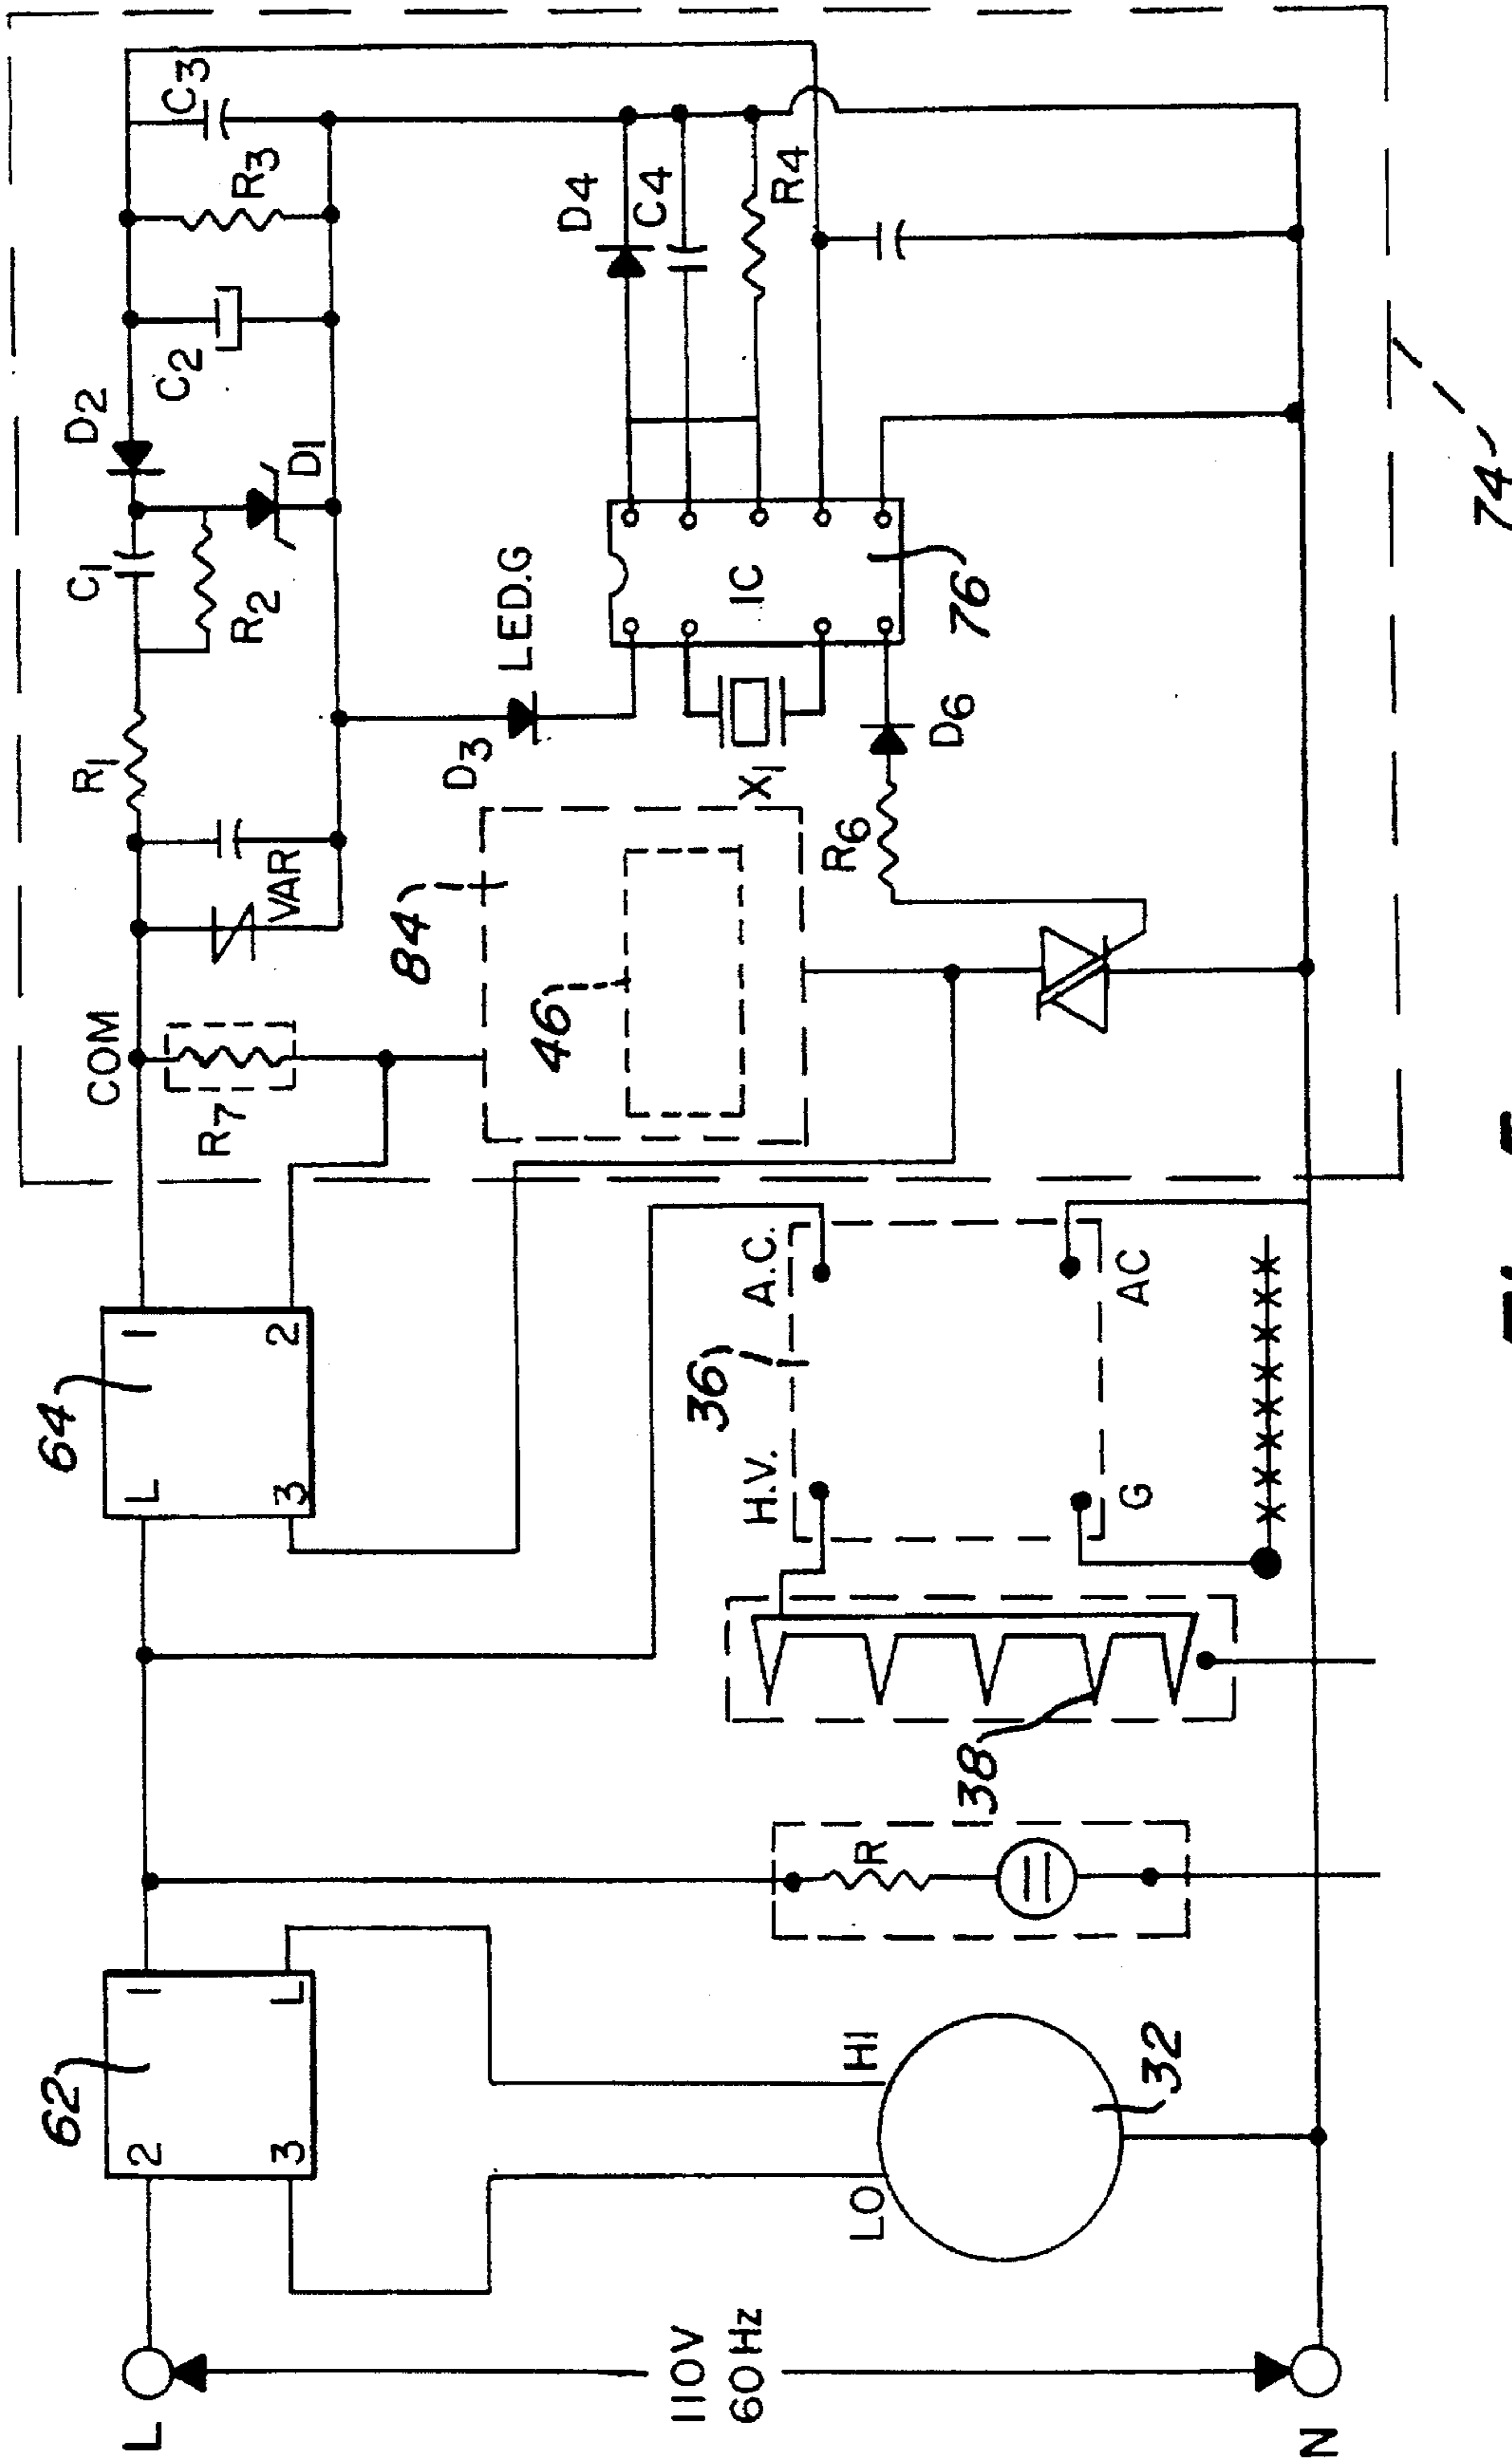 L
110V
60Hz
N
62
2
1
3
L
LO
HI
32
R
38
64
L
1
3
2
36
H.V.
A.C.
G
AC
COM
R7
VAR
R1
C1
R2
D1
D2
C2
R3
C3
84
46
D3
LED.G
X1
IC
76
R6
D6
D4
C4
R4
74